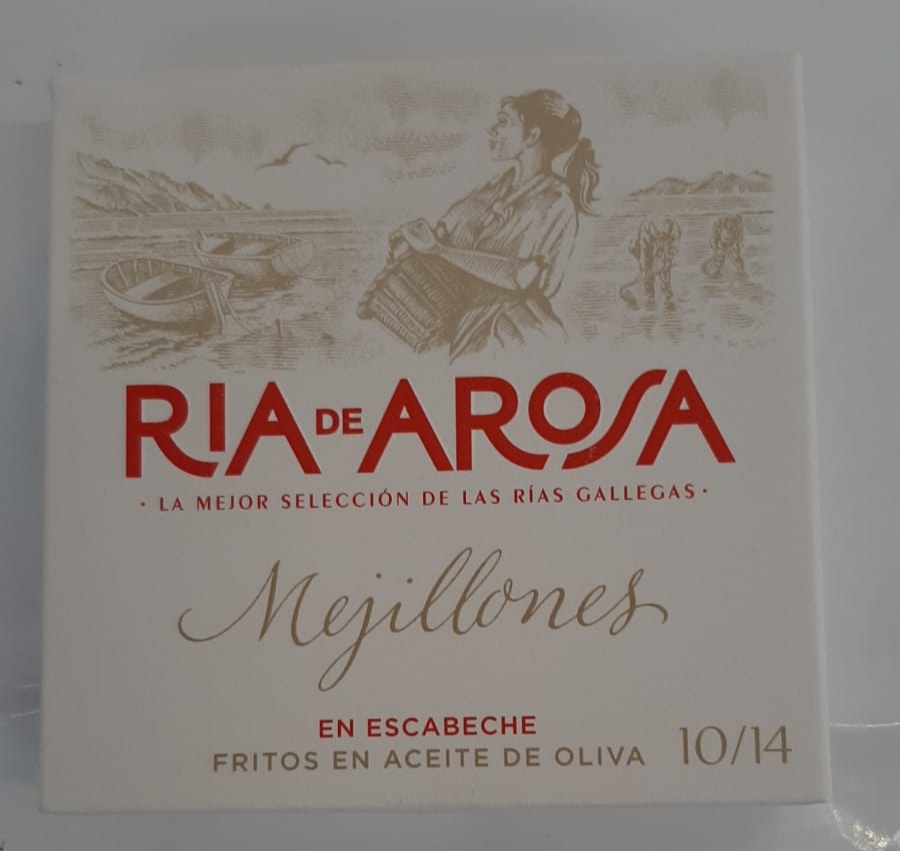 RIA DE AROSA
· LA MEJOR SELECCIÓN DE LAS RÍAS GALLEGAS ·
Mejillones
EN ESCABECHE
FRITOS EN ACEITE DE OLIVA 10/14